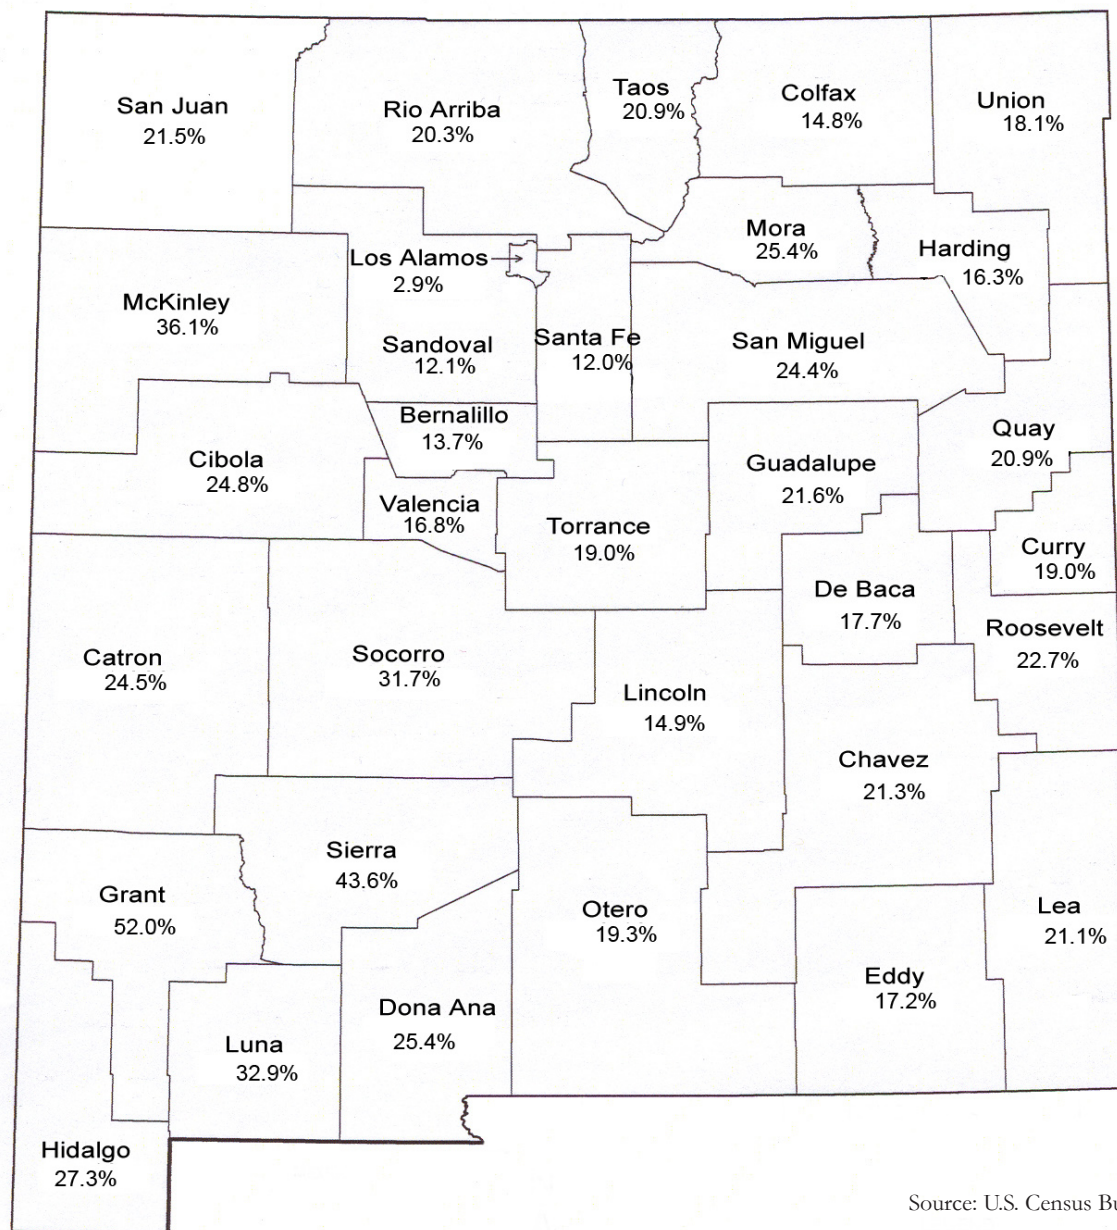 San Juan
21.5%
Rio Arriba
20.3%
Taos
20.9%
Colfax
14.8%
Union
18.1%
Mora
25.4%
Harding
16.3%
Los Alamos
2.9%
McKinley
36.1%
Sandoval
12.1%
Santa Fe
12.0%
San Miguel
24.4%
Bernalillo
13.7%
Cibola
24.8%
Valencia
16.8%
Torrance
19.0%
Guadalupe
21.6%
Quay
20.9%
Curry
19.0%
De Baca
17.7%
Roosevelt
22.7%
Catron
24.5%
Socorro
31.7%
Lincoln
14.9%
Chavez
21.3%
Sierra
43.6%
Grant
52.0%
Otero
19.3%
Lea
21.1%
Eddy
17.2%
Dona Ana
25.4%
Luna
32.9%
Hidalgo
27.3%
Source: U.S. Census Bu